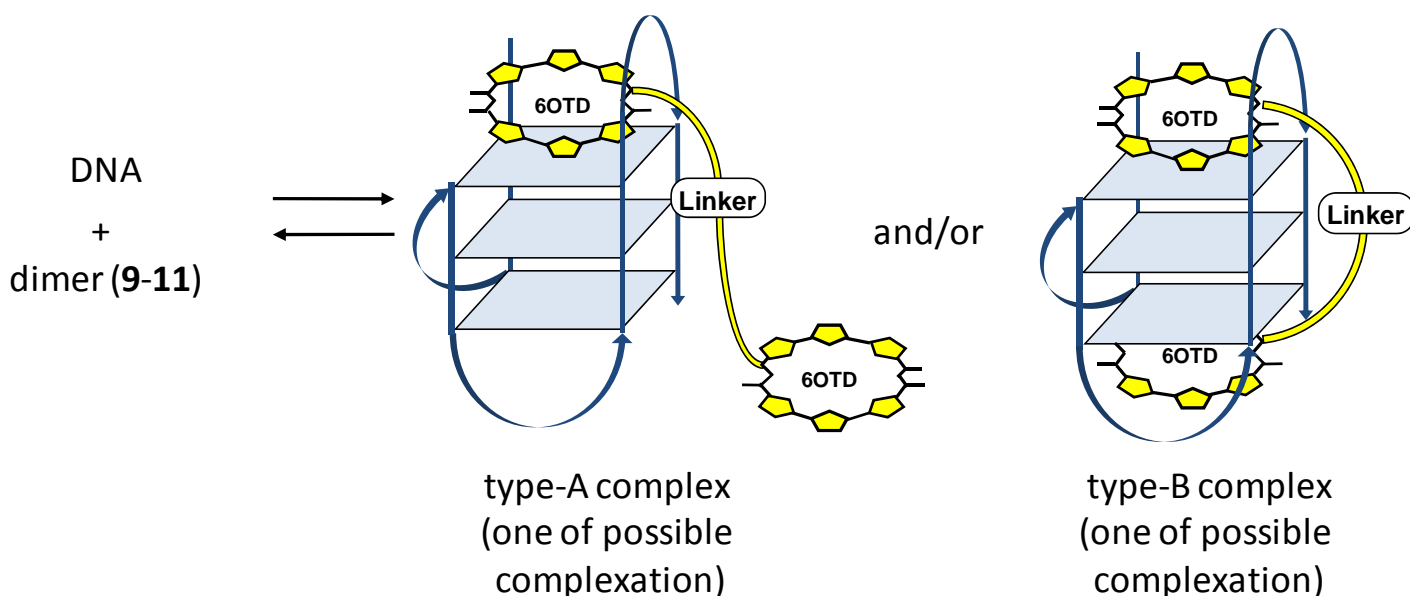 DNA
+
dimer (9-11)
6OTD
Linker
6OTD
type-A complex
(one of possible
complexation)
and/or
6OTD
Linker
6OTD
type-B complex
(one of possible
complexation)